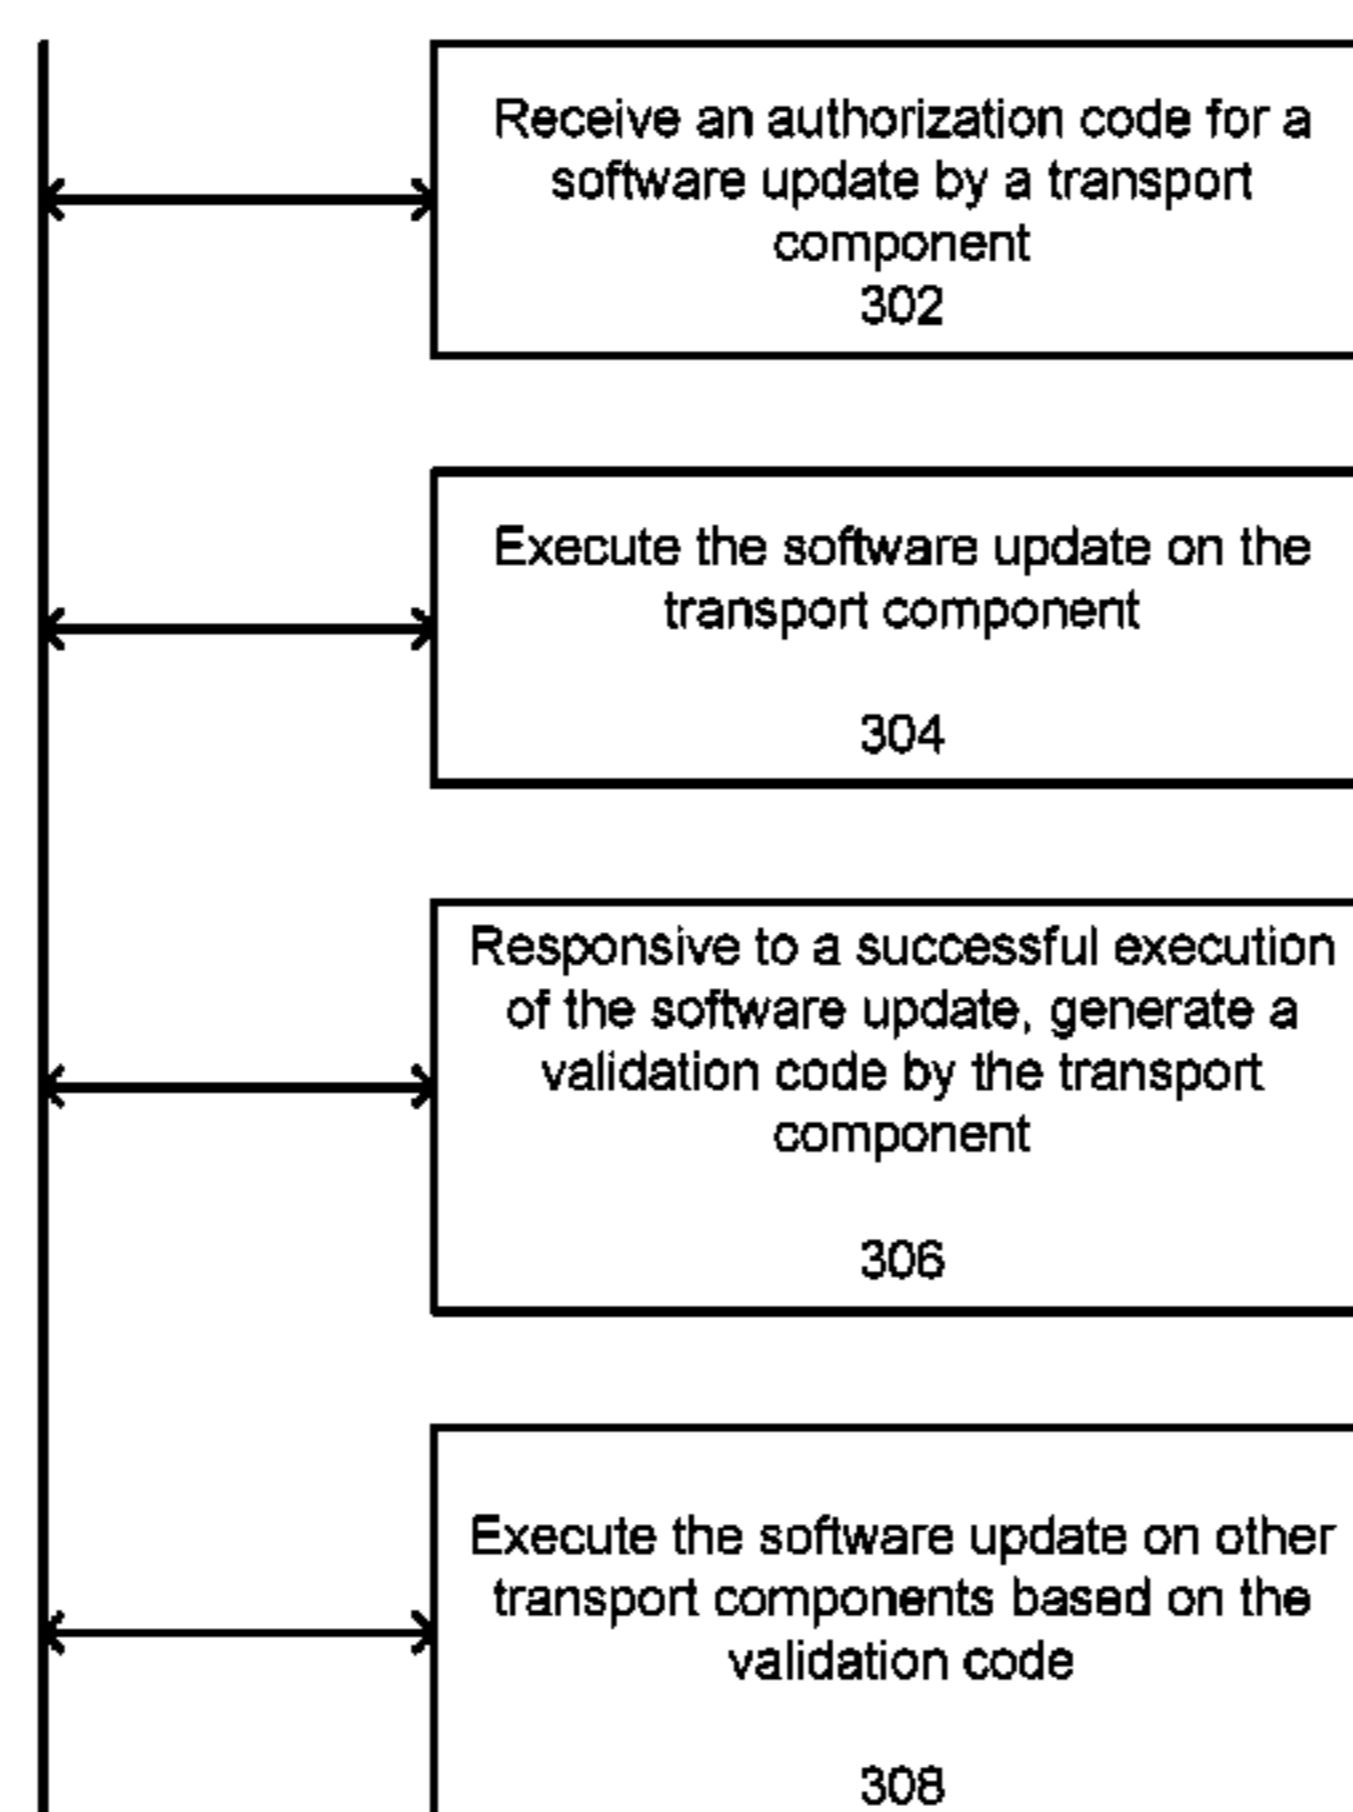 Receive an authorization code for a
software update by a transport
component
302
Execute the software update on the
transport component
304
Responsive to a successful execution
of the software update, generate a
validation code by the transport
component
306
Execute the software update on other
transport components based on the
validation code
308